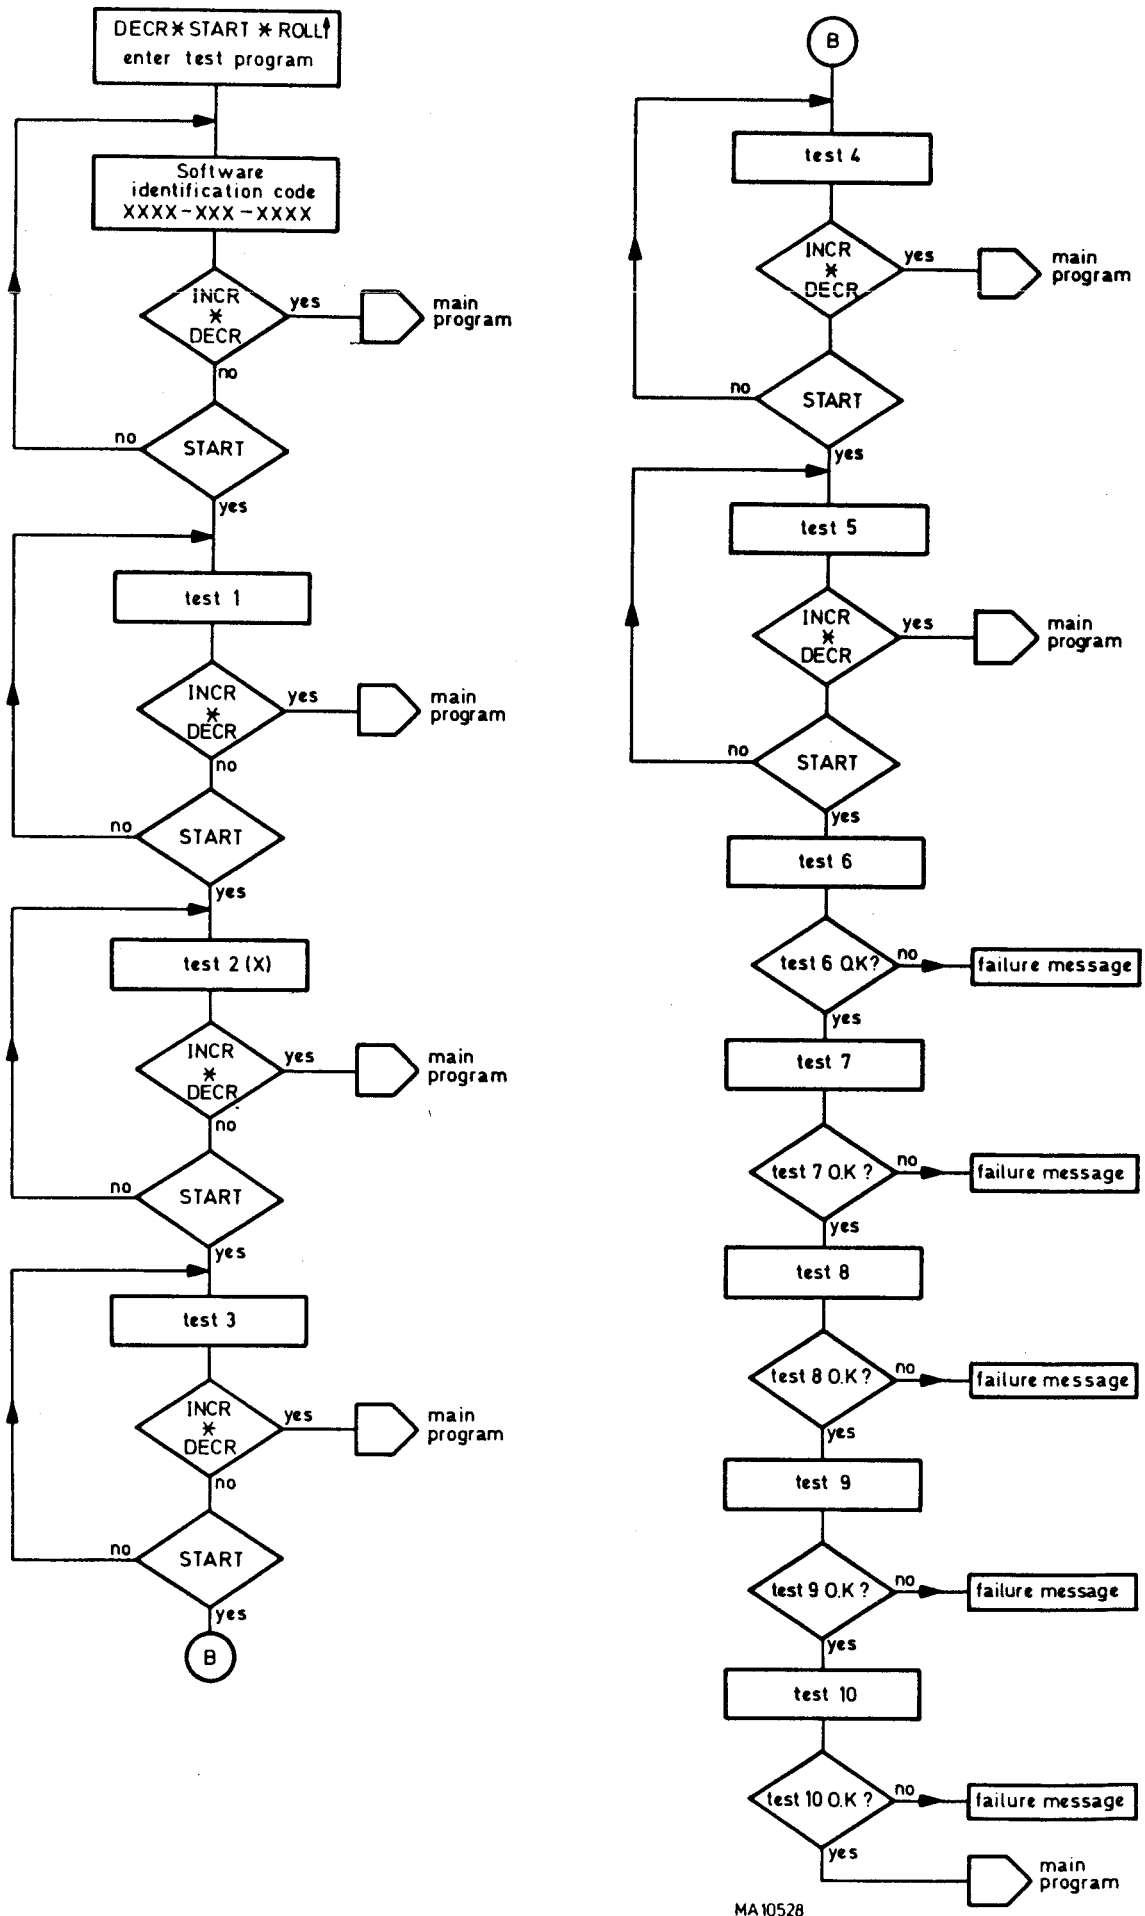 DECR * START * ROLL↑
enter test program
Software
identification code
XXXX-XXX-XXXX
INCR
*
DECR
yes
main
program
no
START
no
yes
test 1
INCR
*
DECR
yes
main
program
no
START
no
yes
test 2 (X)
INCR
*
DECR
yes
main
program
no
START
no
yes
test 3
INCR
*
DECR
yes
main
program
no
START
no
yes
B
B
test 4
INCR
*
DECR
yes
main
program
START
no
yes
test 5
INCR
*
DECR
yes
main
program
START
no
yes
test 6
test 6 O.K?
no
failure message
yes
test 7
test 7 O.K ?
no
failure message
yes
test 8
test 8 O.K ?
no
failure message
yes
test 9
test 9 O.K ?
no
failure message
yes
test 10
test 10 O.K ?
no
failure message
yes
main
program
MA10528